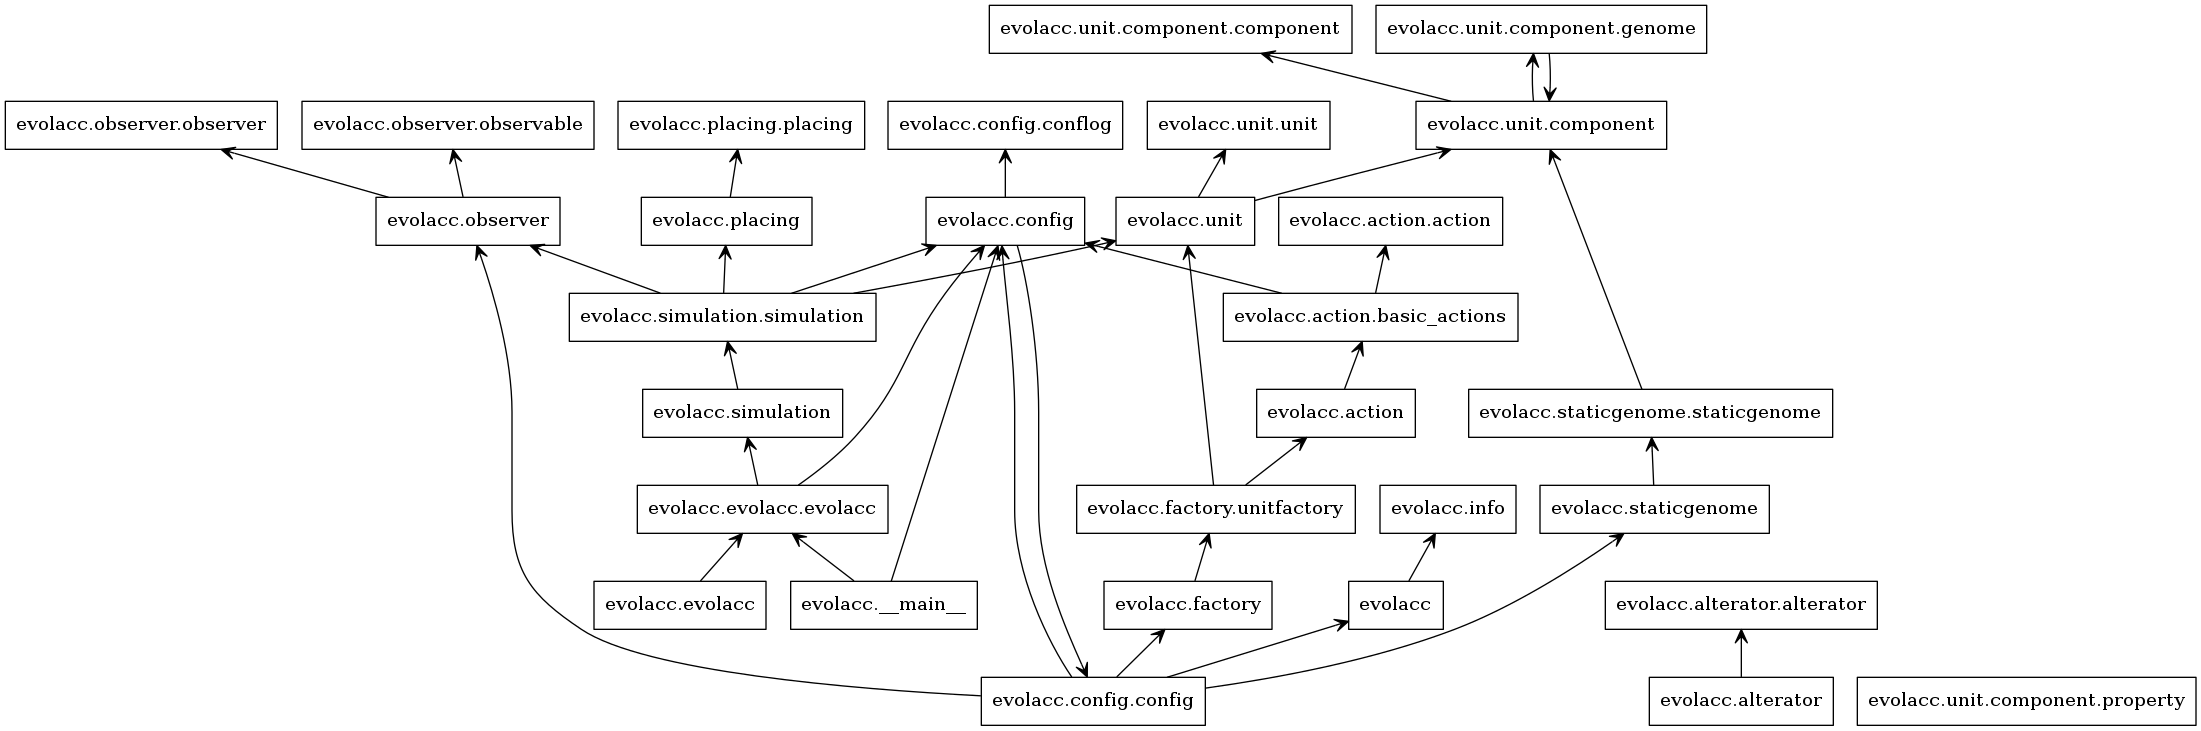 evolacc.unit.component.component
evolacc.unit.component.genome
evolacc.observer.observer
evolacc.observer.observable
evolacc.placing.placing
evolacc.config.conflog
evolacc.unit.unit
evolacc.unit.component
evolacc.observer
evolacc.placing
evolacc.config
evolacc.unit
evolacc.action.action
evolacc.simulation.simulation
evolacc.action.basic_actions
evolacc.simulation
evolacc.action
evolacc.staticgenome.staticgenome
evolacc.evolacc.evolacc
evolacc.factory.unitfactory
evolacc.info
evolacc.staticgenome
evolacc.evolacc
evolacc.__main__
evolacc.factory
evolacc
evolacc.alterator.alterator
evolacc.config.config
evolacc.alterator
evolacc.unit.component.property